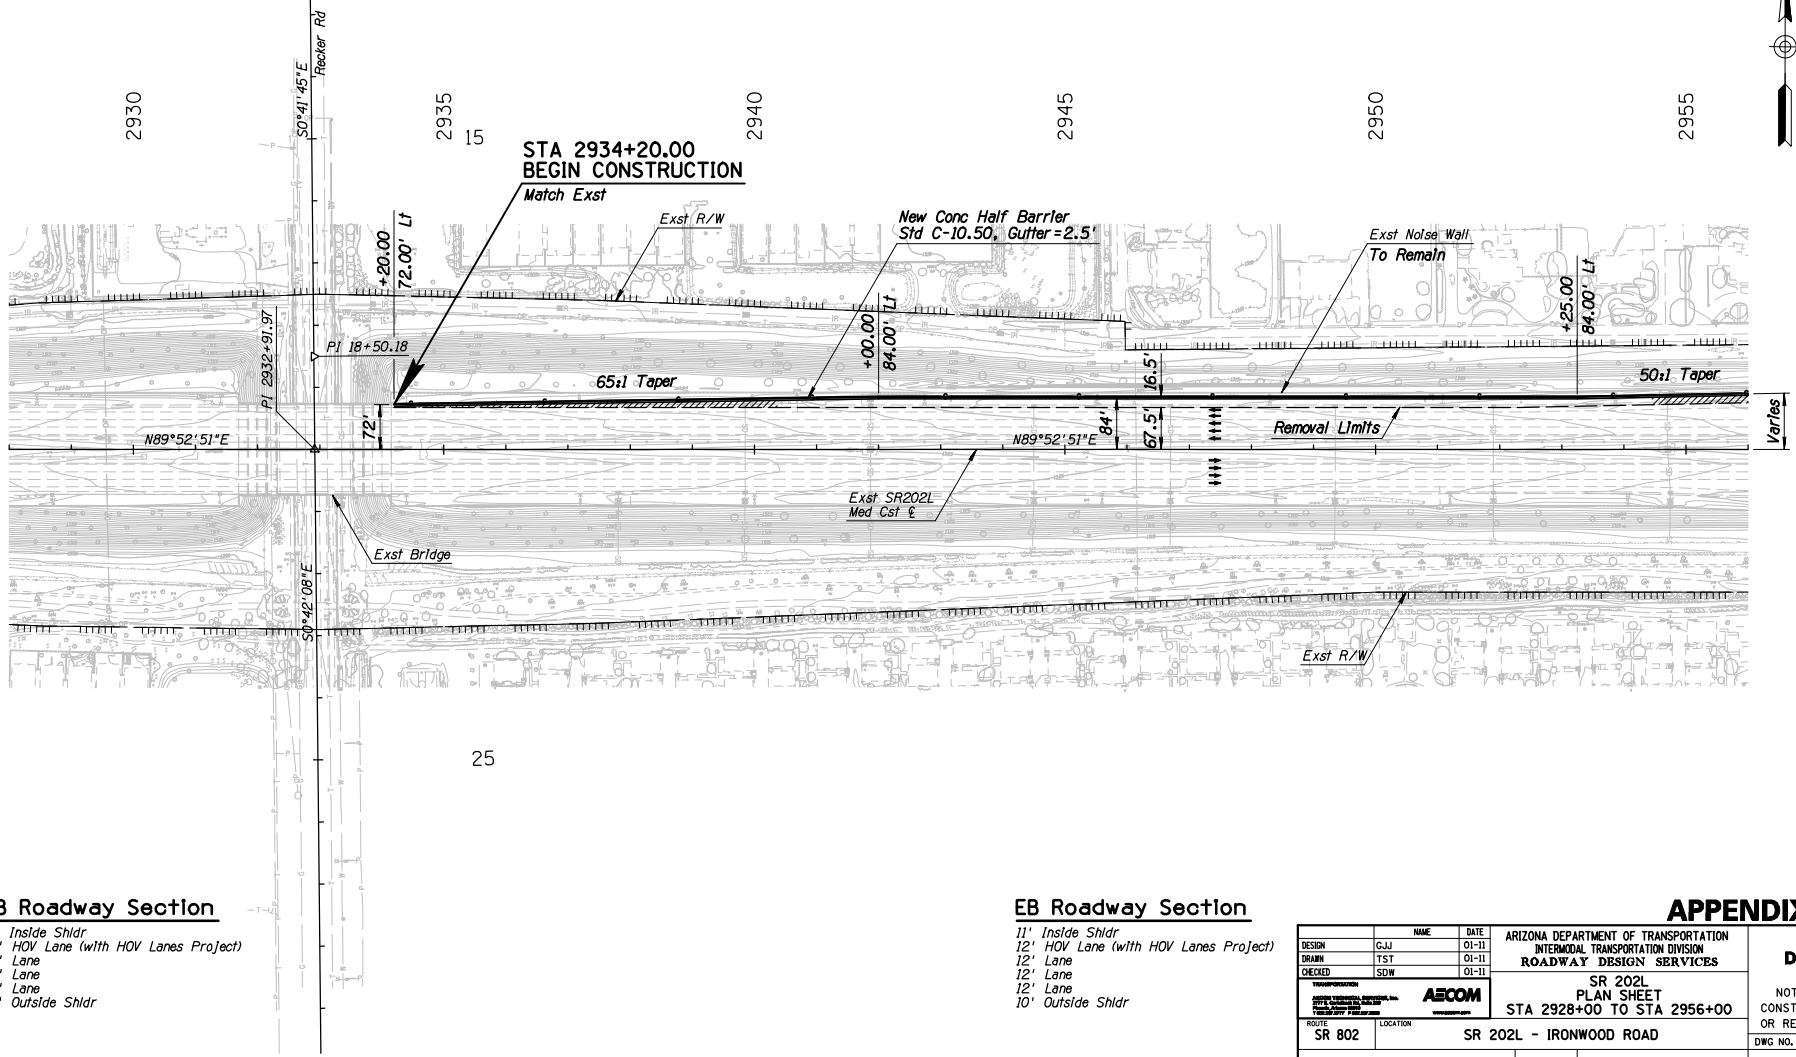 Recker Rd
S0°41'45"E
2930
2935
2940
2945
2950
2955
15
STA 2934+20.00
BEGIN CONSTRUCTION
Match Exst
+20.00
72.00' Lt
Exst R/W
New Conc Half Barrier
Std C-10.50, Gutter=2.5'
Exst Noise Wall
To Remain
+00.00
84.00' Lt
+25.00
84.00' Lt
PI 2932+91.97
PI 18+50.18
65:1 Taper
50:1 Taper
16.5'
72'
84'
67.5'
Removal Limits
Varies
N89°52'51"E
N89°52'51"E
Exst SR202L
Med Cst ℄
Exst Bridge
S0°42'08"E
Exst R/W
25
B Roadway Section
Inside Shldr
' HOV Lane (with HOV Lanes Project)
' Lane
' Lane
' Lane
' Outside Shldr
EB Roadway Section
11' Inside Shldr
12' HOV Lane (with HOV Lanes Project)
12' Lane
12' Lane
12' Lane
10' Outside Shldr
APPENDIX
NAME DATE
DESIGN GJJ 01-11
DRAWN TST 01-11
CHECKED SDW 01-11
ARIZONA DEPARTMENT OF TRANSPORTATION
INTERMODAL TRANSPORTATION DIVISION
ROADWAY DESIGN SERVICES
TRANSPORTATION
AECOM
SR 202L
PLAN SHEET
STA 2928+00 TO STA 2956+00
ROUTE
SR 802
LOCATION
SR 202L - IRONWOOD ROAD
D
NOT
CONST
OR RE
DWG NO.